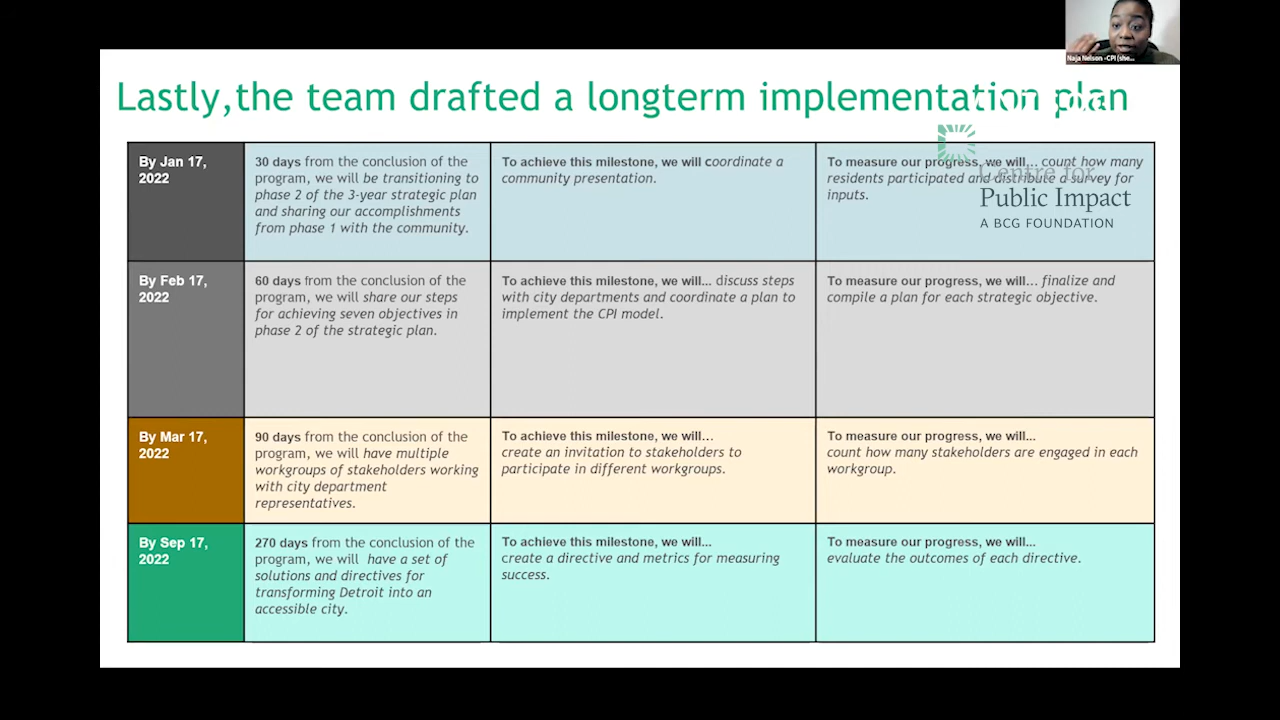 Naja Nelson -CPI (she...
Lastly,the team drafted a longterm implementation plan
By Jan 17,
2022
30 days from the conclusion of the
program, we will be transitioning to
phase 2 of the 3-year strategic plan
and sharing our accomplishments
from phase 1 with the community.
To achieve this milestone, we will coordinate a
community presentation.
To measure our progress, we will... count how many
residents participated and distribute a survey for
inputs.
Centre for
Public Impact
A BCG FOUNDATION
By Feb 17,
2022
60 days from the conclusion of the
program, we will share our steps
for achieving seven objectives in
phase 2 of the strategic plan.
To achieve this milestone, we will... discuss steps
with city departments and coordinate a plan to
implement the CPI model.
To measure our progress, we will... finalize and
compile a plan for each strategic objective.
By Mar 17,
2022
90 days from the conclusion of the
program, we will have multiple
workgroups of stakeholders working
with city department
representatives.
To achieve this milestone, we will...
create an invitation to stakeholders to
participate in different workgroups.
To measure our progress, we will...
count how many stakeholders are engaged in each
workgroup.
By Sep 17,
2022
270 days from the conclusion of the
program, we will have a set of
solutions and directives for
transforming Detroit into an
accessible city.
To achieve this milestone, we will...
create a directive and metrics for measuring
success.
To measure our progress, we will...
evaluate the outcomes of each directive.